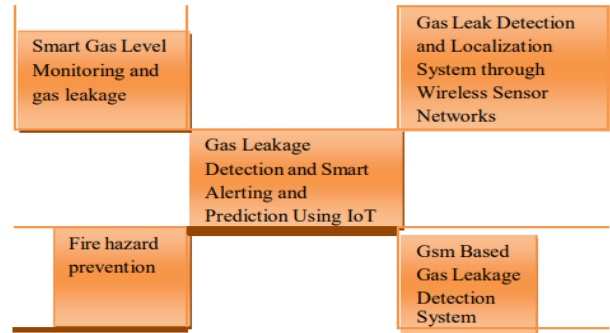 Smart Gas Level
Monitoring and
gas leakage
Gas Leak Detection
and Localization
System through
Wireless Sensor
Networks
Gas Leakage
Detection and Smart
Alerting and
Prediction Using IoT
Fire hazard
prevention
Gsm Based
Gas Leakage
Detection
System